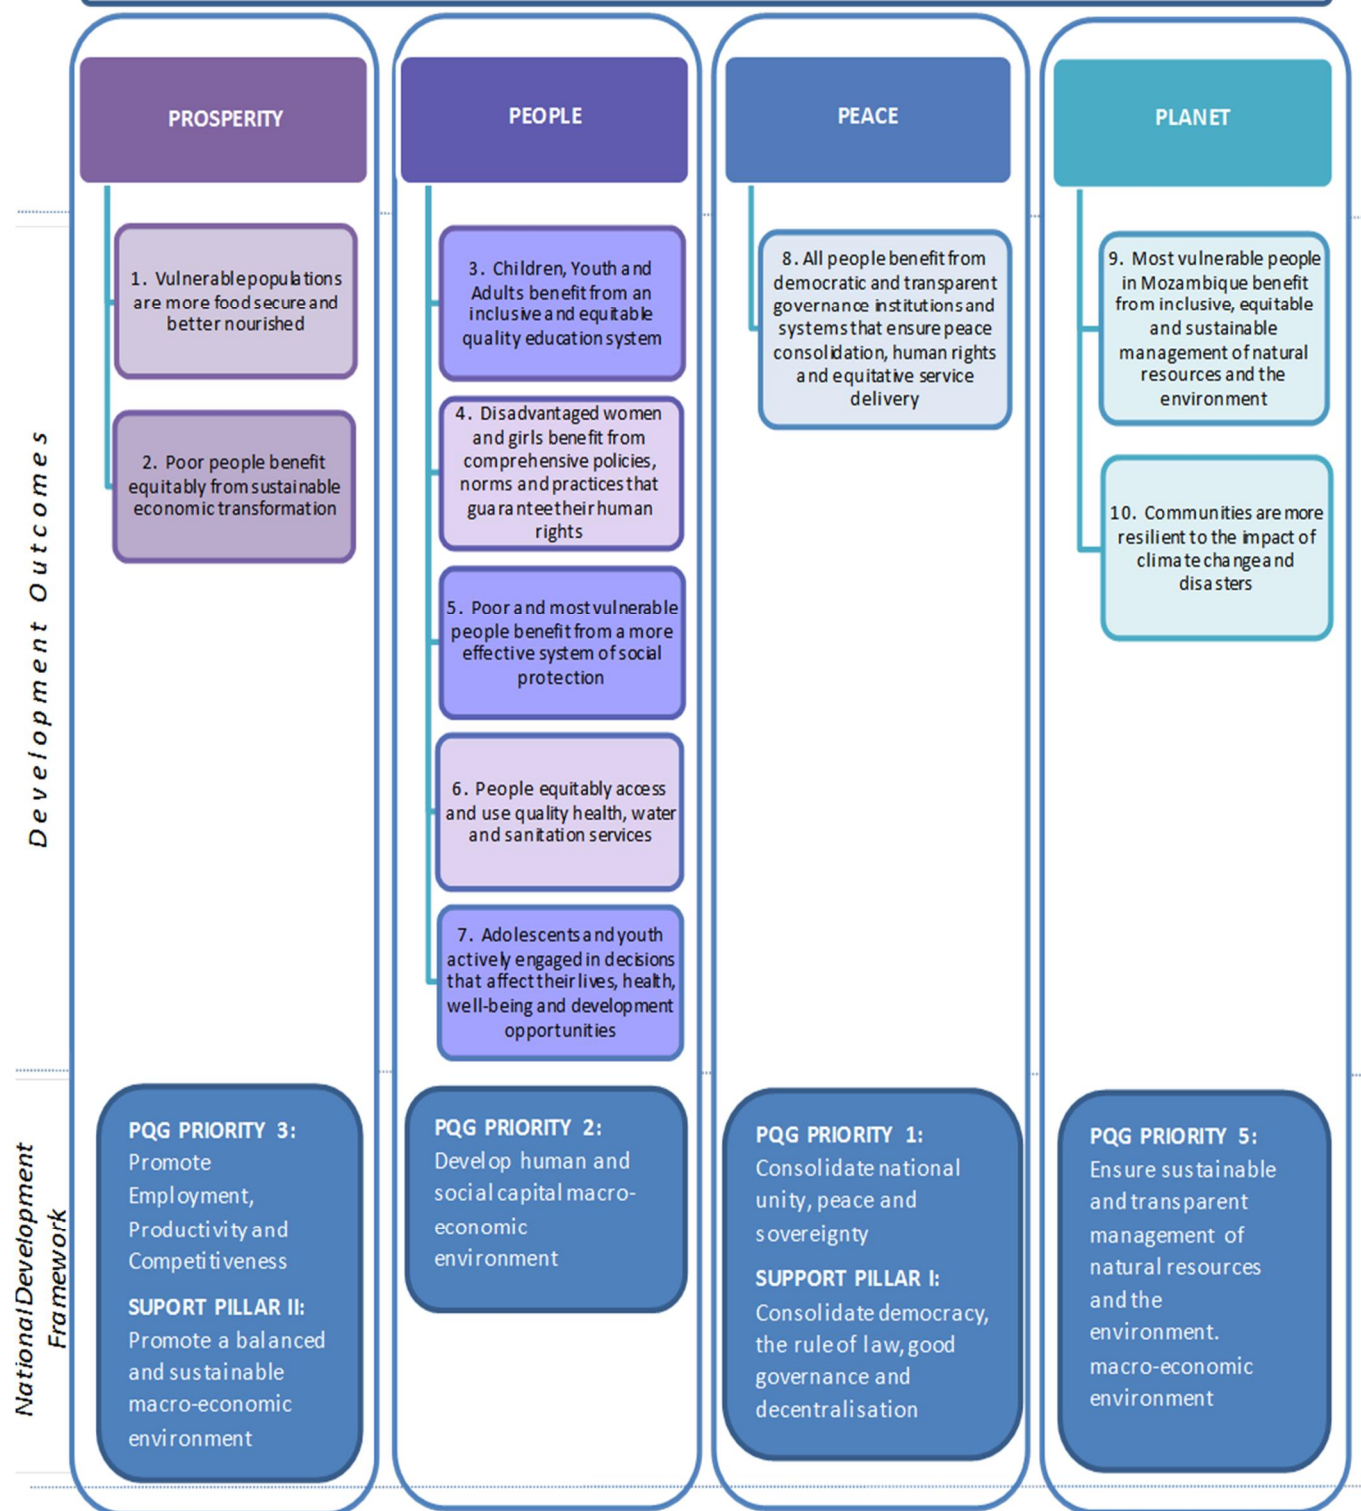 PROSPERITY
1. Vulnerable populations
are more food secure and
better nourished
2. Poor people benefit
equitably from sustainable
economic transformation
PEOPLE
3. Children, Youth and
Adults benefit from an
inclusive and equitable
quality education system
4. Disadvantaged women
and girls benefit from
comprehensive policies,
norms and practices that
guarantee their human
rights
5. Poor and most vulnerable
people benefit from a more
effective system of social
protection
6. People equitably access
and use quality health, water
and sanitation services
7. Adolescents and youth
actively engaged in decisions
that affect their lives, health,
well-being and development
opportunities
PEACE
8. All people benefit from
democratic and transparent
governance institutions and
systems that ensure peace
consolidation, human rights
and equitative service
delivery
PLANET
9. Most vulnerable people
in Mozambique benefit
from inclusive, equitable
and sustainable
management of natural
resources and the
environment
10. Communities are more
resilient to the impact of
climate change and
disasters
Development Outcomes
National Development
Framework
PQG PRIORITY 3:
Promote
Employment,
Productivity and
Competitiveness
SUPORT PILLAR II:
Promote a balanced
and sustainable
macro-economic
environment
PQG PRIORITY 2:
Develop human and
social capital macro-
economic
environment
PQG PRIORITY 1:
Consolidate national
unity, peace and
sovereignty
SUPPORT PILLAR I:
Consolidate democracy,
the rule of law, good
governance and
decentralisation
PQG PRIORITY 5:
Ensure sustainable
and transparent
management of
natural resources
and the
environment.
macro-economic
environment